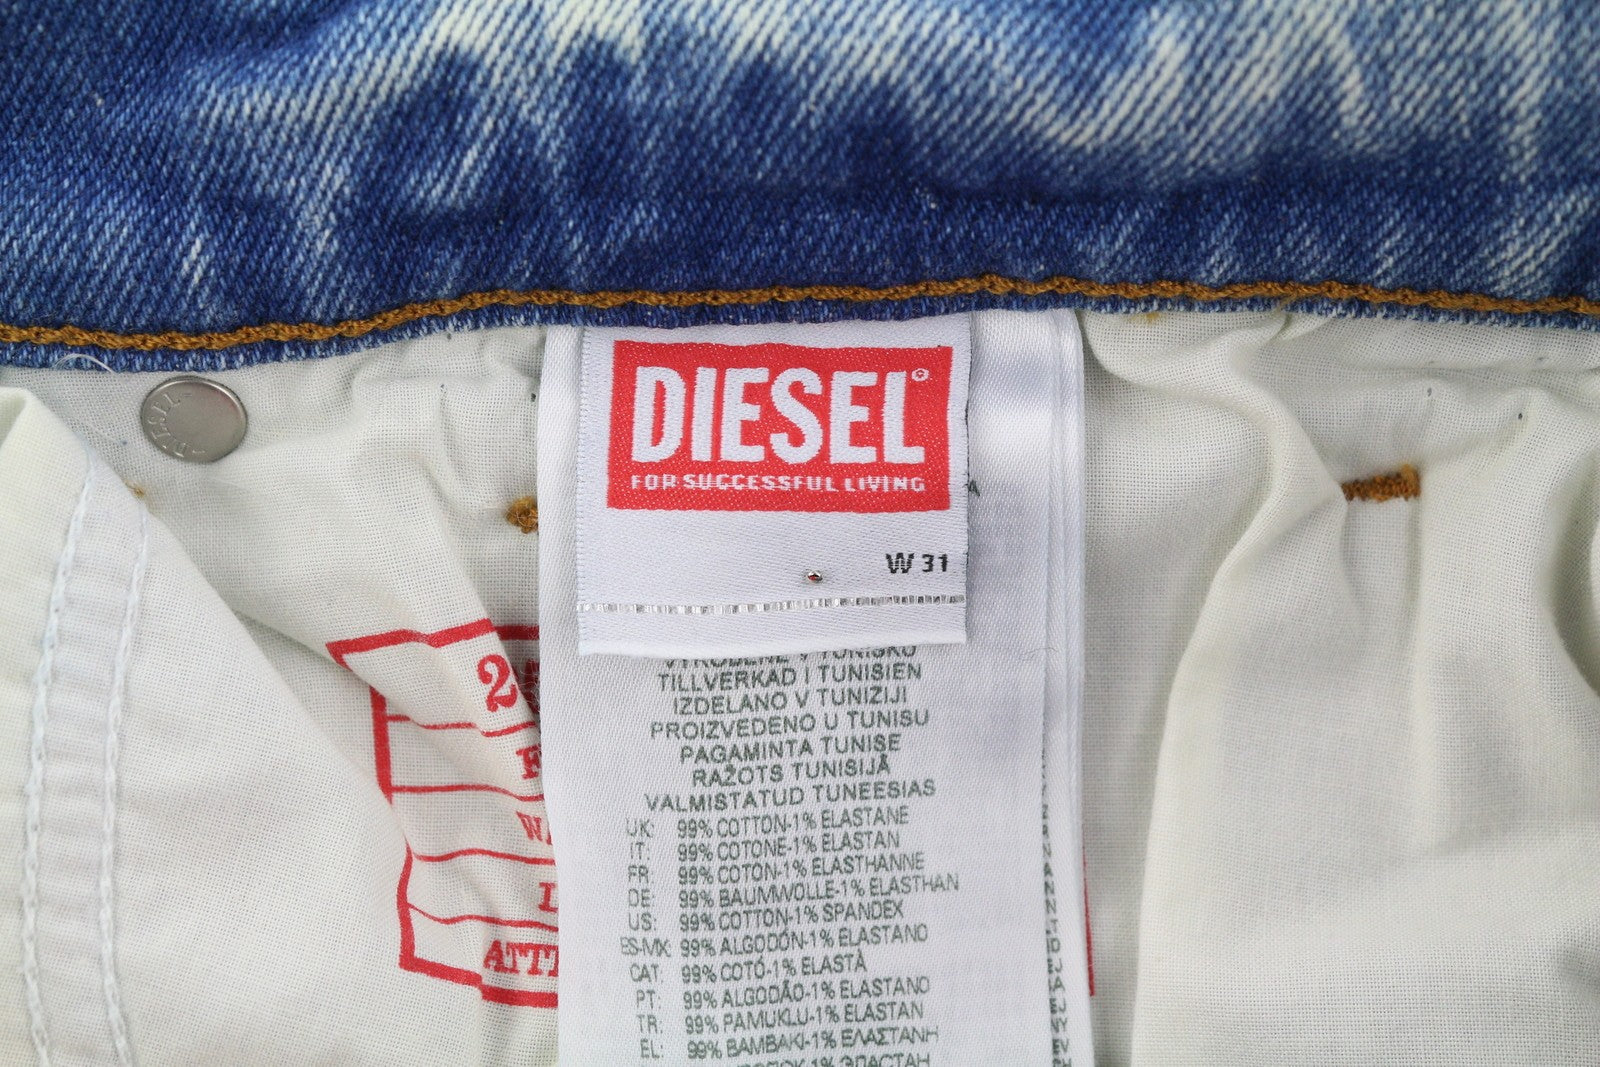 DIESEL
DIESEL®
FOR SUCCESSFUL LIVING
W 31
TILLVERKAD I TUNISIEN
IZDELANO V TUNIZIJI
PROIZVEDENO U TUNISU
PAGAMINTA TUNISE
RAŽOTS TUNISIJĀ
VALMISTATUD TUNEESIAS
UK: 99% COTTON-1% ELASTANE
IT: 99% COTONE-1% ELASTAN
FR: 99% COTON-1% ELASTHANNE
DE: 99% BAUMWOLLE-1% ELASTHAN
US: 99% COTTON-1% SPANDEX
ES-MX: 99% ALGODÓN-1% ELASTANO
CAT: 99% COTÓ-1% ELASTÀ
PT: 99% ALGODÃO-1% ELASTANO
TR: 99% PAMUKLU-1% ELASTAN
EL: 99% ΒΑΜΒΑΚΙ-1% ΕΛΑΣΤΑΝΗ